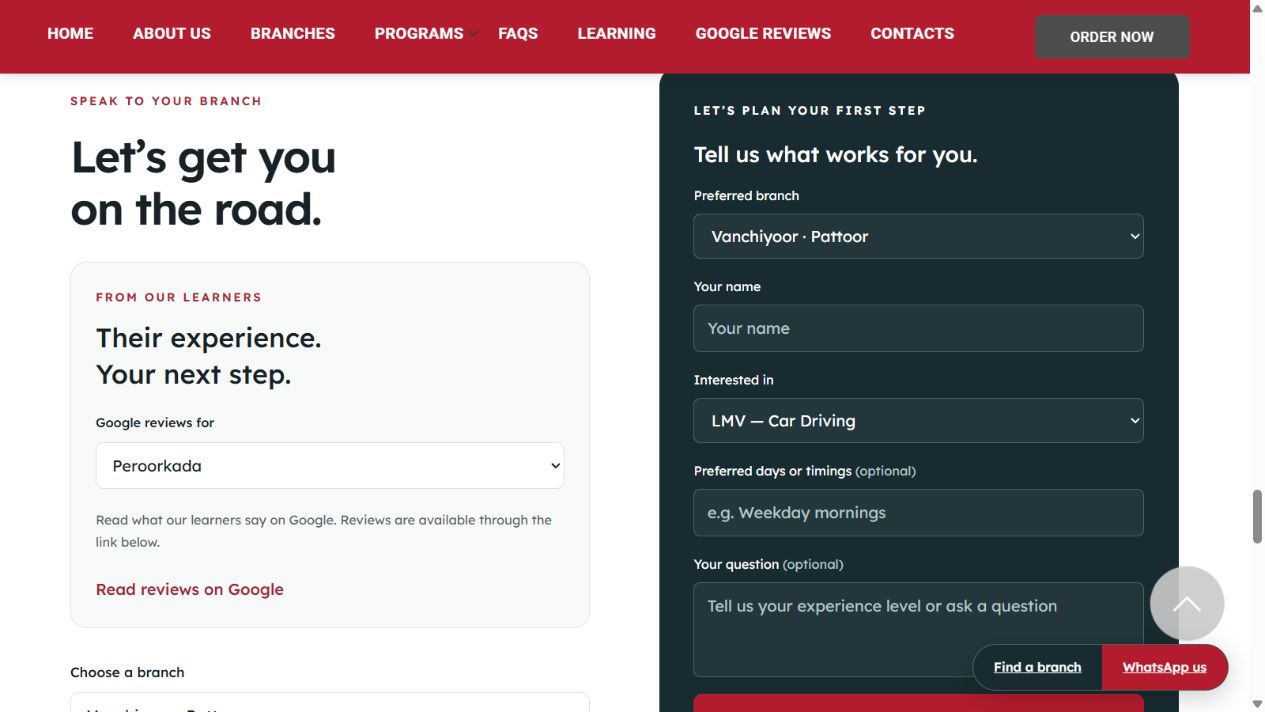 HOME ABOUT US BRANCHES PROGRAMS FAQS LEARNING GOOGLE REVIEWS CONTACTS ORDER NOW
SPEAK TO YOUR BRANCH
Let’s get you
on the road.
FROM OUR LEARNERS
Their experience.
Your next step.
Google reviews for
Peroorkada
Read what our learners say on Google. Reviews are available through the
link below.
Read reviews on Google
Choose a branch
LET’S PLAN YOUR FIRST STEP
Tell us what works for you.
Preferred branch
Vanchiyoor · Pattoor
Your name
Your name
Interested in
LMV — Car Driving
Preferred days or timings (optional)
e.g. Weekday mornings
Your question (optional)
Tell us your experience level or ask a question
Find a branch WhatsApp us